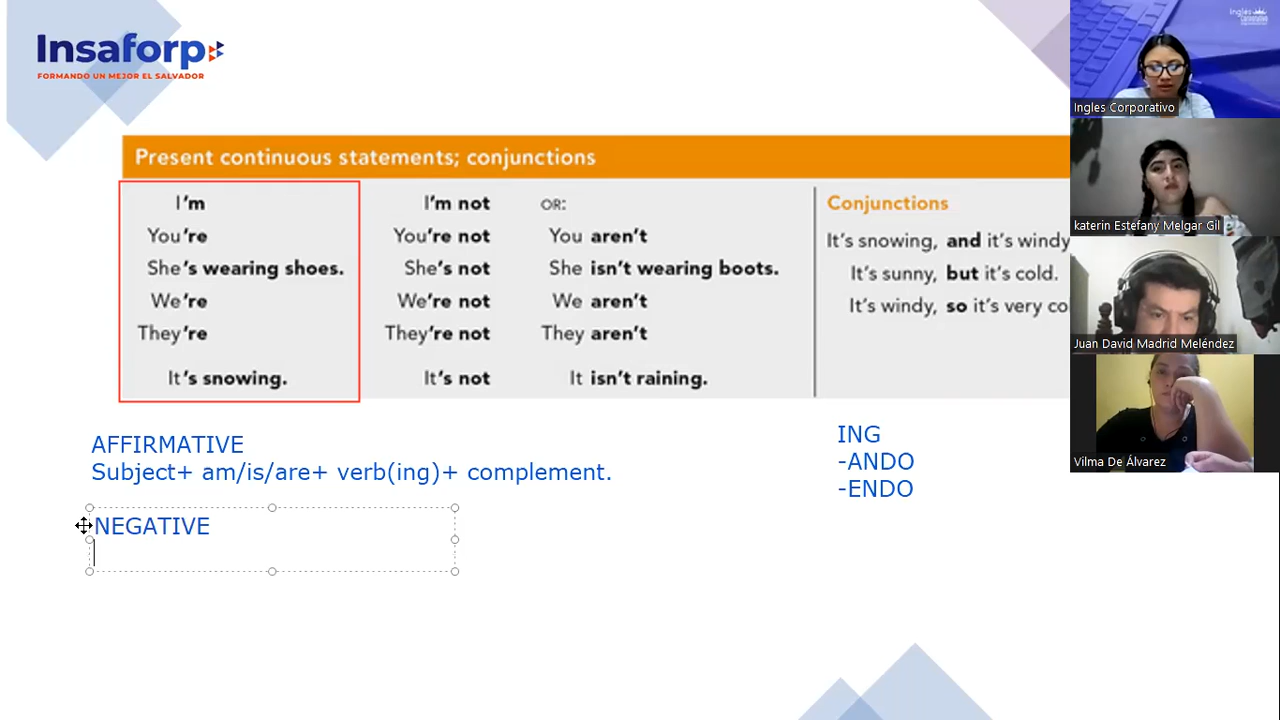 Insaforp
FORMANDO UN MEJOR EL SALVADOR
Present continuous statements; conjunctions
I'm
You're
She's wearing shoes.
We're
They're
It's snowing.
I'm not
You're not
She's not
We're not
They're not
It's not
OR:
You aren't
She isn't wearing boots.
We aren't
They aren't
It isn't raining.
Conjunctions
It's snowing, and it's windy
It's sunny, but it's cold.
It's windy, so it's very co
AFFIRMATIVE
Subject+ am/is/are+ verb(ing)+ complement.
NEGATIVE
ING
-ANDO
-ENDO
Ingles Corporativo
Ingles Corporativo
katerin Estefany Melgar Gil
Juan David Madrid Meléndez
Vilma De Álvarez